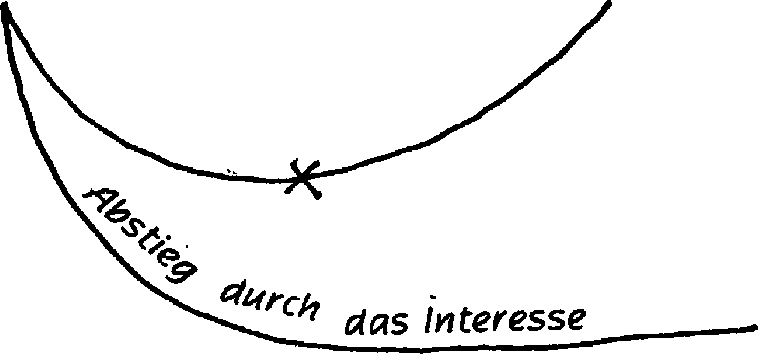 Abstieg durch das interesse